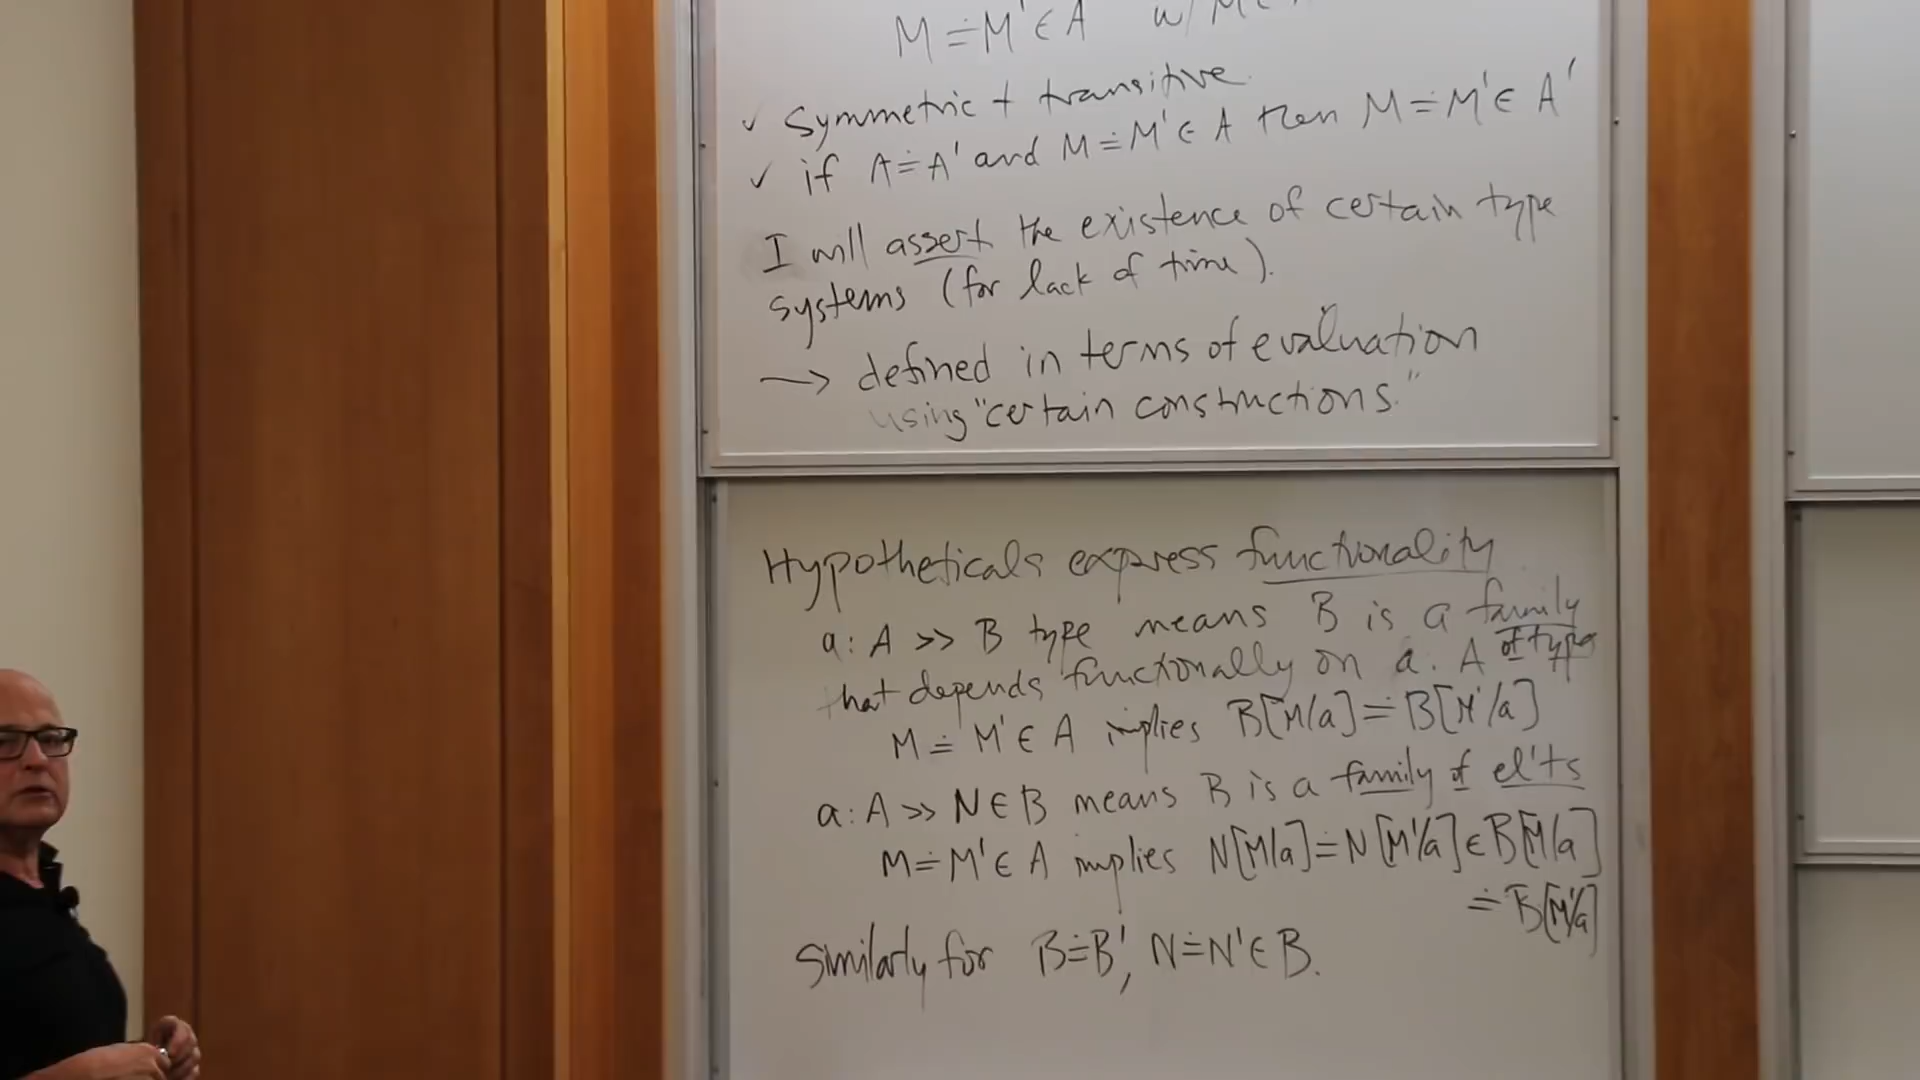 M ≐ M' ∈ A w/ M ∈
✓ Symmetric + transitive
✓ if A ≐ A' and M ≐ M' ∈ A then M ≐ M' ∈ A'
I will assert the existence of certain type
systems (for lack of time).
→ defined in terms of evaluation
using "certain constructions."
Hypotheticals express functionality
a : A >> B type means B is a family
of types
that depends functionally on a : A
M ≐ M' ∈ A implies B[M/a] ≐ B[M'/a]
a : A >> N ∈ B means B is a family of el'ts
M ≐ M' ∈ A implies N[M/a] ≐ N[M'/a] ∈ B[M/a]
≐ B[M'/a]
Similarly for B ≐ B', N ≐ N' ∈ B.